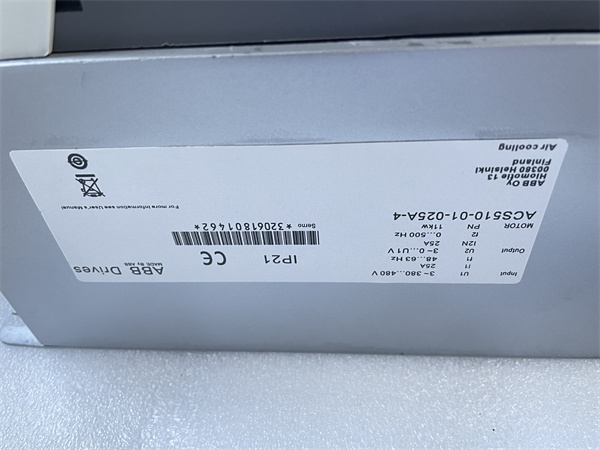 ABB Drives
MADE By ABB
IP21
CE
Input
U1 3~ 380...480 V
I1 25A
f1 48...63 Hz
Output
U2 3~ 0...U1 V
I2N 25A
f2 0...500 Hz
MOTOR
PN 11kw
Serno *32061801462*
ACS510-01-025A-4
For more information see User's Manual
ABB Oy
Hiomotie 13
00380 Helsinki
Finland
Air cooling